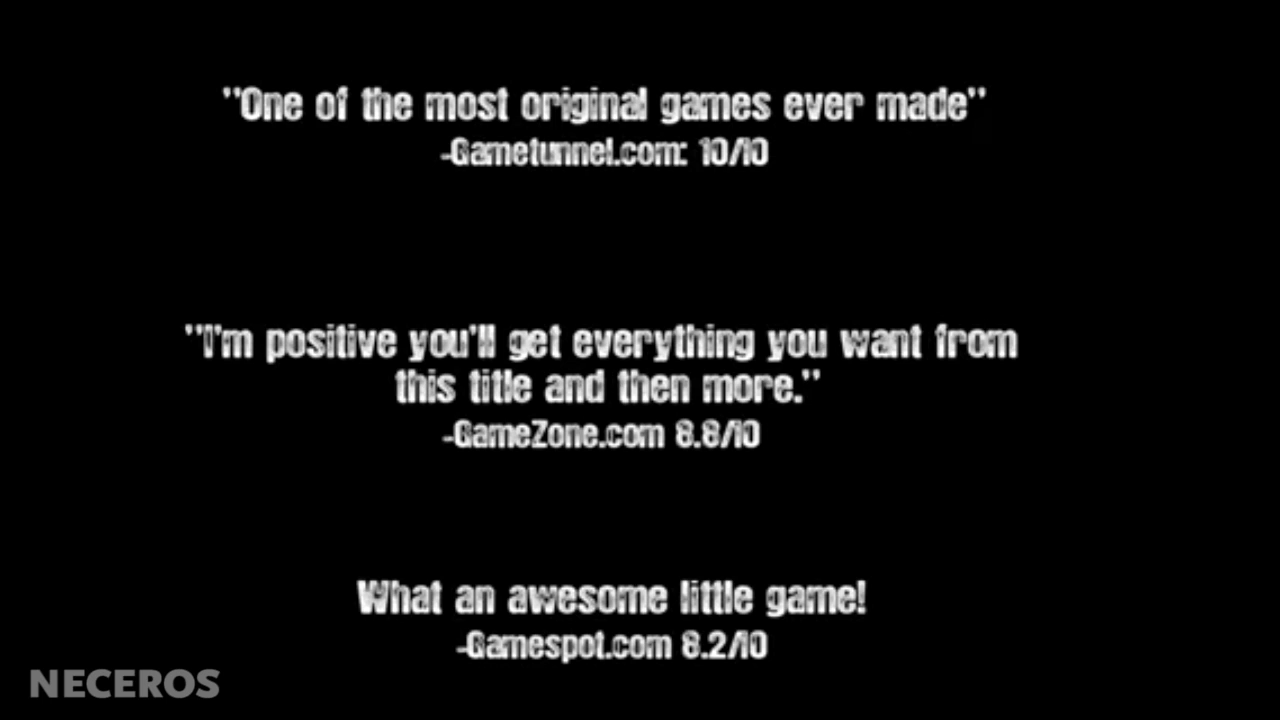 "One of the most original games ever made"
-Gametunnel.com: 10/10
"I'm positive you'll get everything you want from
this title and then more."
-GameZone.com 8.8/10
What an awesome little game!
-Gamespot.com 8.2/10
NECEROS